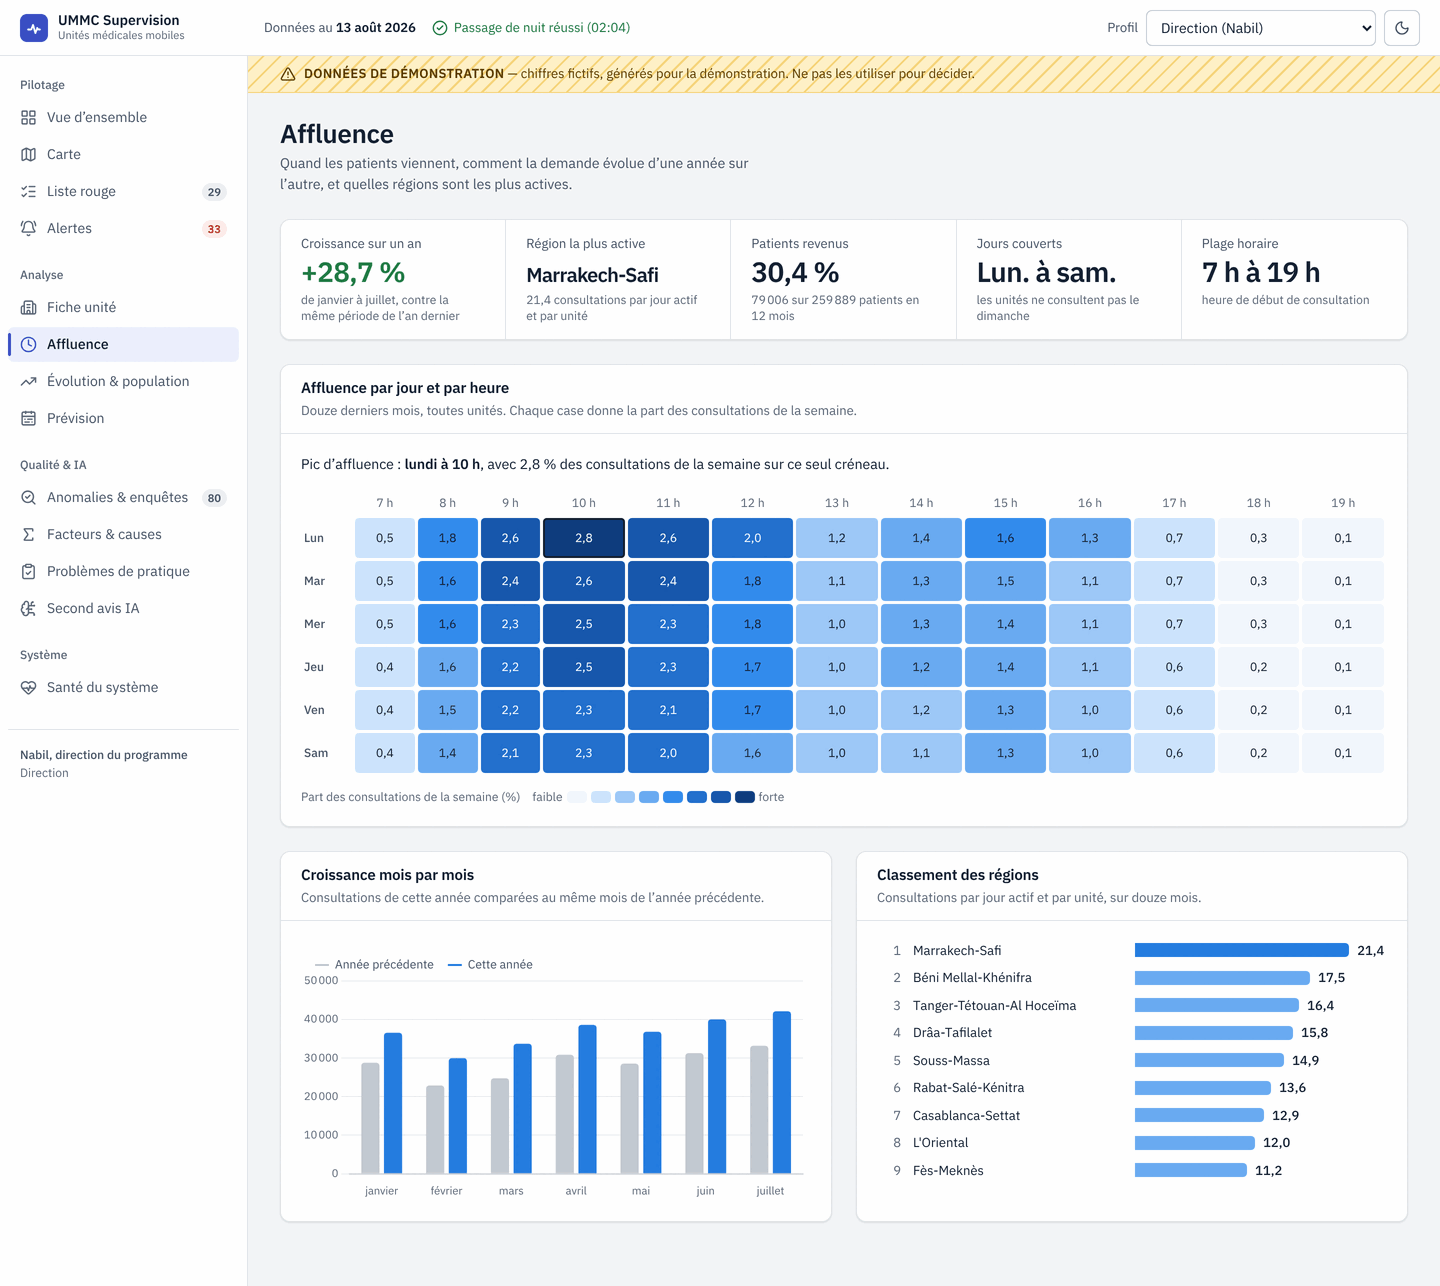 UMMC Supervision
Unités médicales mobiles
Données au 13 août 2026
Passage de nuit réussi (02:04)
Profil
Direction (Nabil)
DONNÉES DE DÉMONSTRATION — chiffres fictifs, générés pour la démonstration. Ne pas les utiliser pour décider.
Pilotage
Vue d’ensemble
Carte
Liste rouge 29
Alertes 33
Analyse
Fiche unité
Affluence
Évolution & population
Prévision
Qualité & IA
Anomalies & enquêtes 80
Facteurs & causes
Problèmes de pratique
Second avis IA
Système
Santé du système
Nabil, direction du programme
Direction
Affluence
Quand les patients viennent, comment la demande évolue d’une année sur
l’autre, et quelles régions sont les plus actives.
Croissance sur un an
+28,7 %
de janvier à juillet, contre la
même période de l’an dernier
Région la plus active
Marrakech-Safi
21,4 consultations par jour actif
et par unité
Patients revenus
30,4 %
79 006 sur 259 889 patients en
12 mois
Jours couverts
Lun. à sam.
les unités ne consultent pas le
dimanche
Plage horaire
7 h à 19 h
heure de début de consultation
Affluence par jour et par heure
Douze derniers mois, toutes unités. Chaque case donne la part des consultations de la semaine.
Pic d’affluence : lundi à 10 h, avec 2,8 % des consultations de la semaine sur ce seul créneau.
7 h 8 h 9 h 10 h 11 h 12 h 13 h 14 h 15 h 16 h 17 h 18 h 19 h
Lun 0,5 1,8 2,6 2,8 2,6 2,0 1,2 1,4 1,6 1,3 0,7 0,3 0,1
Mar 0,5 1,6 2,4 2,6 2,4 1,8 1,1 1,3 1,5 1,1 0,7 0,3 0,1
Mer 0,5 1,6 2,3 2,5 2,3 1,8 1,0 1,3 1,4 1,1 0,7 0,3 0,1
Jeu 0,4 1,6 2,2 2,5 2,3 1,7 1,0 1,2 1,4 1,1 0,6 0,2 0,1
Ven 0,4 1,5 2,2 2,3 2,1 1,7 1,0 1,2 1,3 1,0 0,6 0,2 0,1
Sam 0,4 1,4 2,1 2,3 2,0 1,6 1,0 1,1 1,3 1,0 0,6 0,2 0,1
Part des consultations de la semaine (%) faible forte
Croissance mois par mois
Consultations de cette année comparées au même mois de l’année précédente.
Année précédente Cette année
50 000
40 000
30 000
20 000
10 000
0
janvier février mars avril mai juin juillet
Classement des régions
Consultations par jour actif et par unité, sur douze mois.
1 Marrakech-Safi 21,4
2 Béni Mellal-Khénifra 17,5
3 Tanger-Tétouan-Al Hoceïma 16,4
4 Drâa-Tafilalet 15,8
5 Souss-Massa 14,9
6 Rabat-Salé-Kénitra 13,6
7 Casablanca-Settat 12,9
8 L'Oriental 12,0
9 Fès-Meknès 11,2